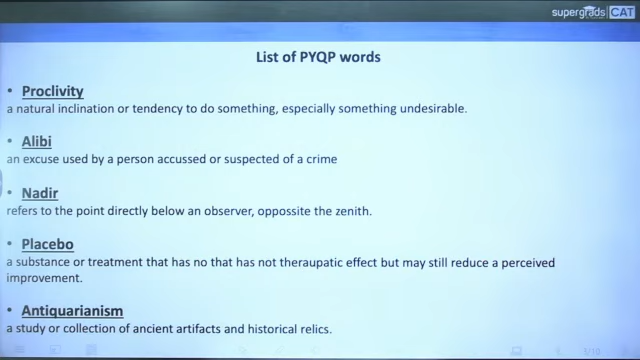 supergrads CAT
List of PYQP words
• Proclivity
a natural inclination or tendency to do something, especially something undesirable.
• Alibi
an excuse used by a person accussed or suspected of a crime
• Nadir
refers to the point directly below an observer, oppossite the zenith.
• Placebo
a substance or treatment that has no that has not theraupatic effect but may still reduce a perceived
improvement.
• Antiquarianism
a study or collection of ancient artifacts and historical relics.
5/10